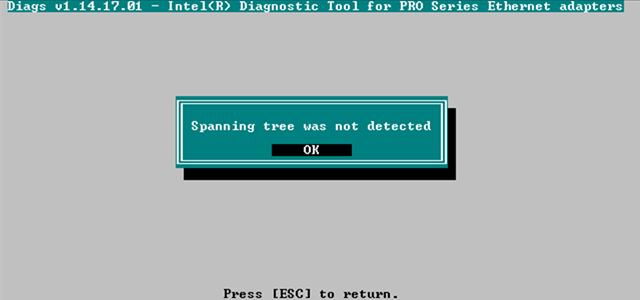 Diags v1.14.17.01 - Intel(R) Diagnostic Tool for PRO Series Ethernet adapters
Spanning tree was not detected
OK
Press [ESC] to return.